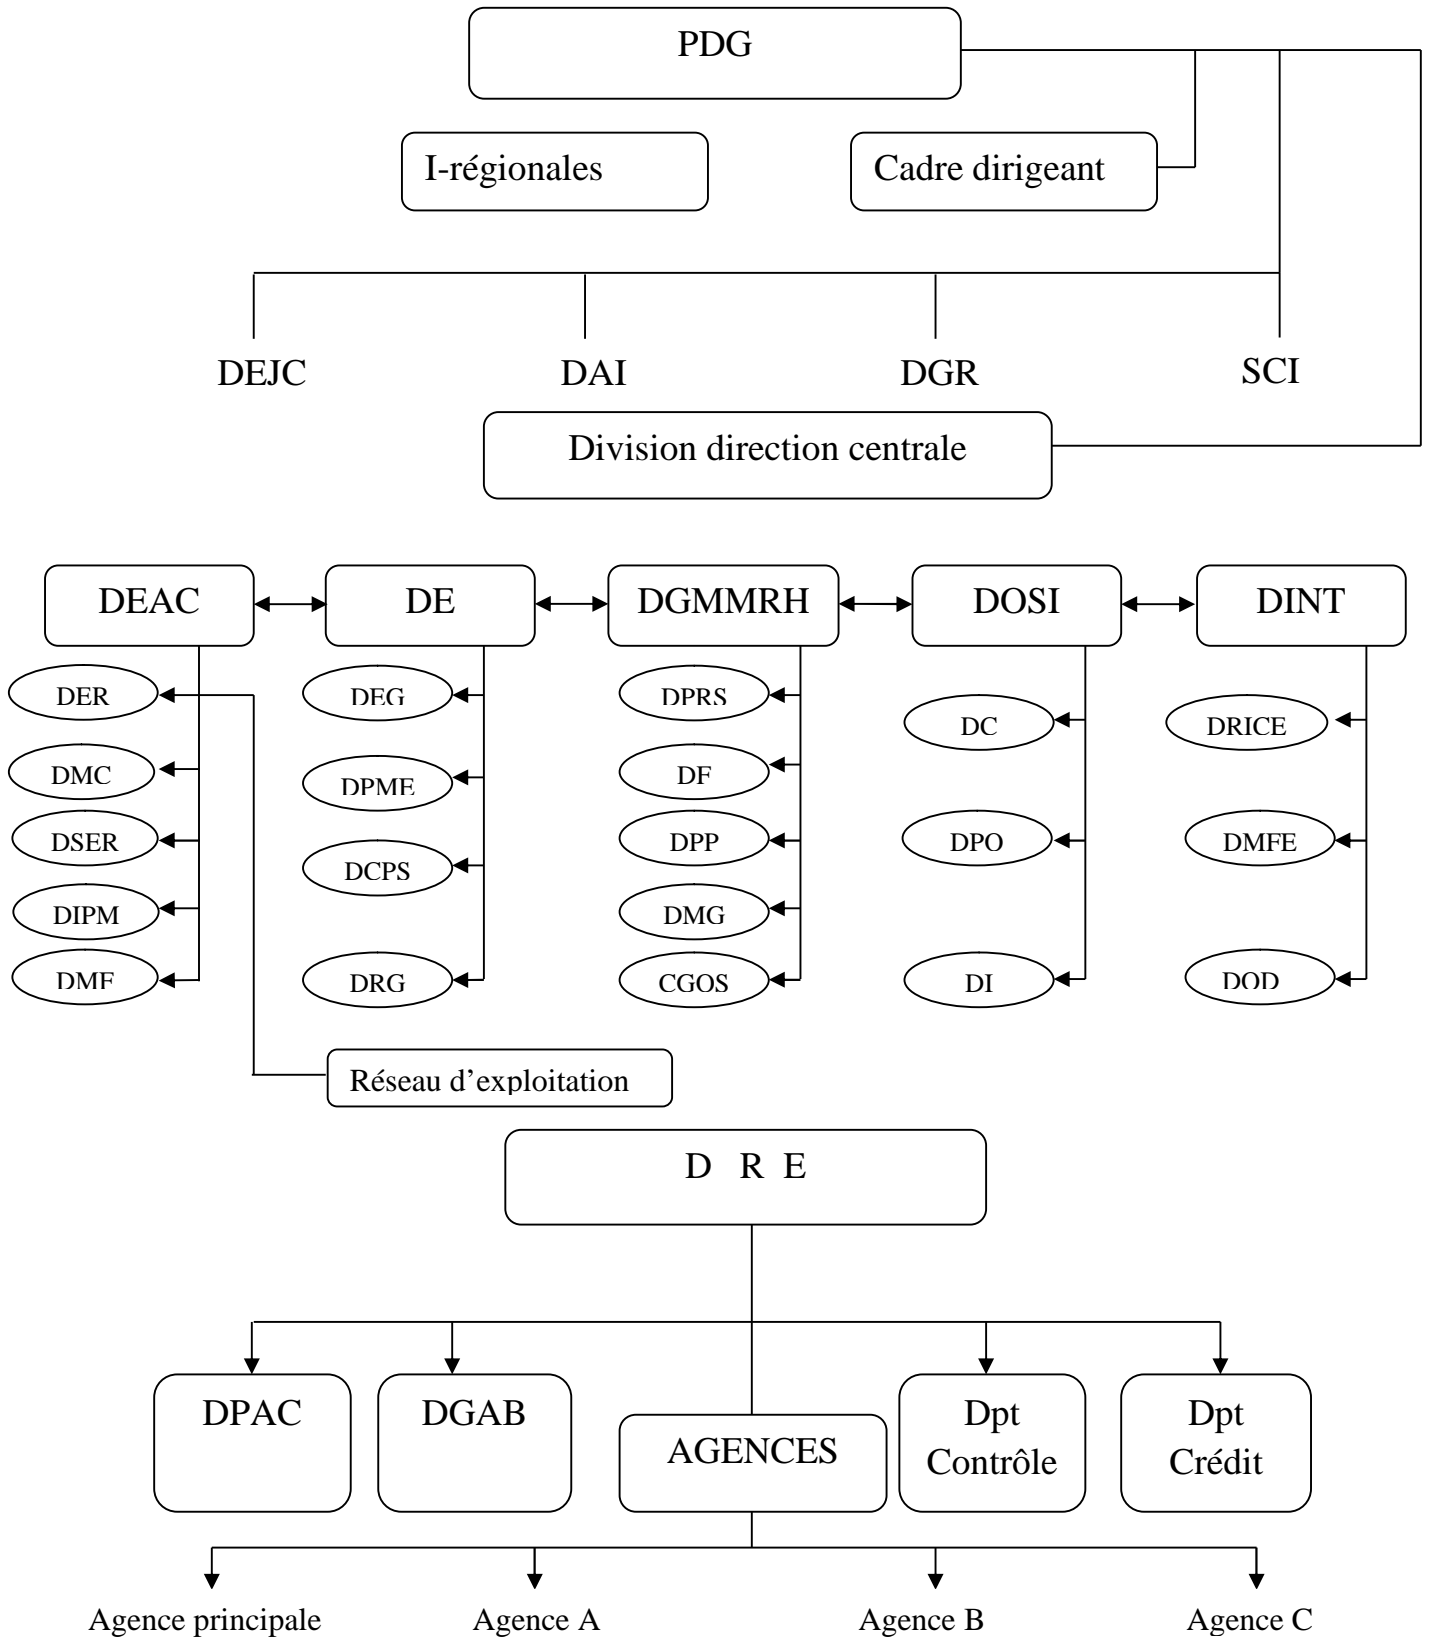 PDG
I-régionales
Cadre dirigeant
DEJC
DAI
DGR
SCI
Division direction centrale
DEAC
DE
DGMMRH
DOSI
DINT
DER
DEG
DPRS
DC
DRICE
DMC
DPME
DF
DSER
DCPS
DPP
DPO
DMFE
DIPM
DMG
DMF
DRG
CGOS
DI
DOD
Réseau d’exploitation
D R E
DPAC
DGAB
AGENCES
Dpt
Contrôle
Dpt
Crédit
Agence principale
Agence A
Agence B
Agence C